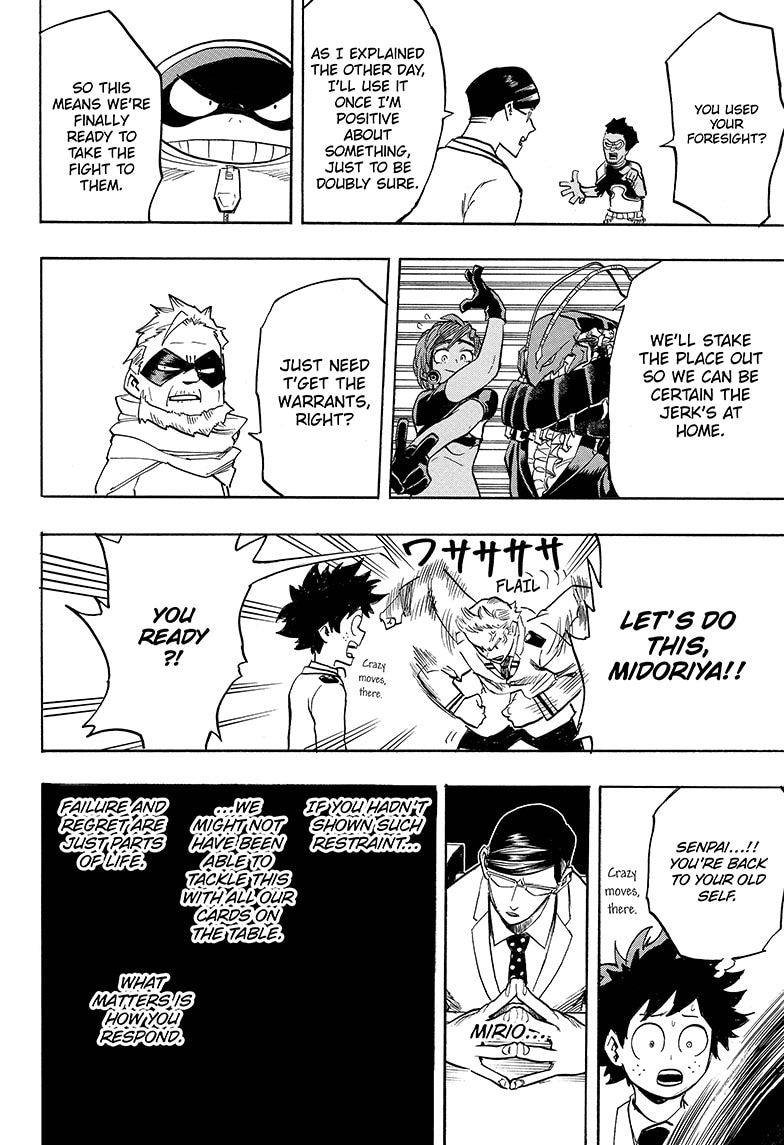 YOU USED
YOUR
FORESIGHT?
AS I EXPLAINED
THE OTHER DAY,
I'LL USE IT
ONCE I'M
POSITIVE
ABOUT
SOMETHING,
JUST TO BE
DOUBLY SURE.
SO THIS
MEANS WE'RE
FINALLY
READY TO
TAKE THE
FIGHT TO
THEM.
WE'LL STAKE
THE PLACE OUT
SO WE CAN BE
CERTAIN THE
JERK'S AT
HOME.
JUST NEED
T'GET THE
WARRANTS,
RIGHT?
LET'S DO
THIS,
MIDORIYA!!
ワササササ
FLAIL
Crazy
moves,
there.
YOU
READY
?!
SENPAI...!!
YOU'RE BACK
TO YOUR OLD
SELF.
Crazy
moves,
there.
MIRIO...
IF YOU HADN'T
SHOWN SUCH
RESTRAINT...
...WE
MIGHT NOT
HAVE BEEN
ABLE TO
TACKLE THIS
WITH ALL OUR
CARDS ON
THE TABLE.
FAILURE AND
REGRET ARE
JUST PARTS
OF LIFE.
WHAT
MATTERS IS
HOW YOU
RESPOND.